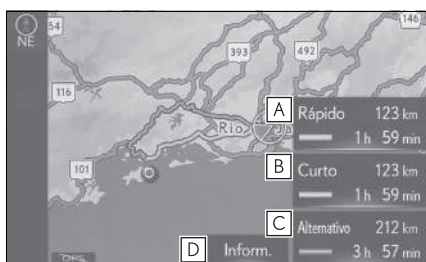 NE
54
146
393
492
116
A
Rápido 123 km
1 h 59 min
Rio
B
Curto 123 km
1 h 59 min
101
C
Alternativo 212 km
3 h 57 min
D
Inform.